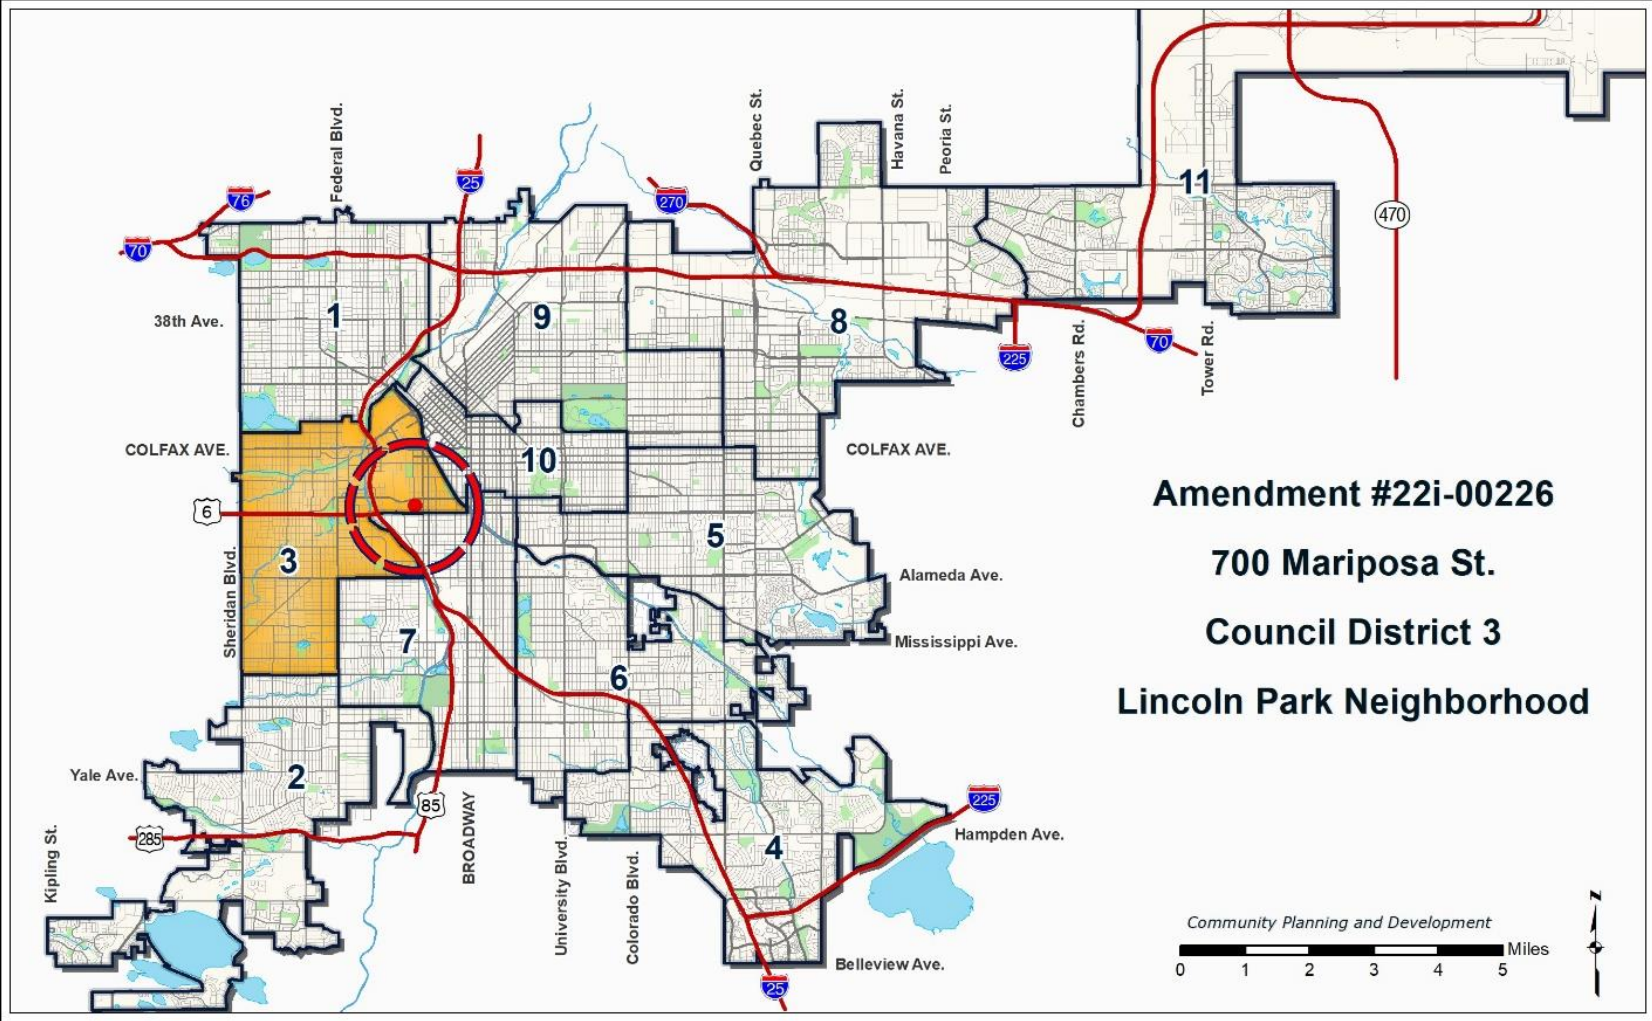 Federal Blvd.
Quebec St.
Havana St.
Peoria St.
76
25
270
11
470
70
38th Ave.
1
9
8
225
Chambers Rd.
70
Tower Rd.
COLFAX AVE.
10
COLFAX AVE.
6
Sheridan Blvd.
3
5
Alameda Ave.
Mississippi Ave.
7
6
Amendment #22i-00226
700 Mariposa St.
Council District 3
Lincoln Park Neighborhood
Yale Ave.
2
85
BROADWAY
225
285
Hampden Ave.
4
Kipling St.
University Blvd.
Colorado Blvd.
Belleview Ave.
25
Community Planning and Development
Miles
0 1 2 3 4 5
N